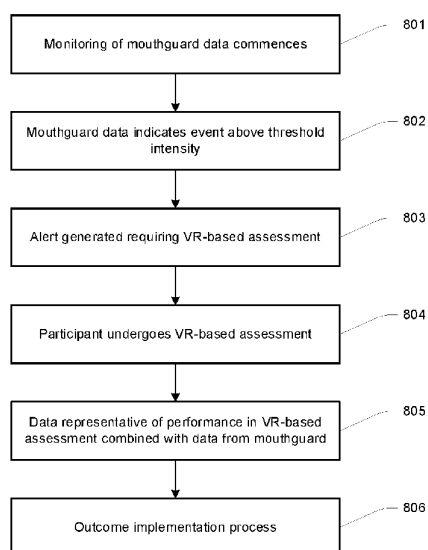 Monitoring of mouthguard data commences
801
Mouthguard data indicates event above threshold
intensity
802
Alert generated requiring VR-based assessment
803
Participant undergoes VR-based assessment
804
Data representative of performance in VR-based
assessment combined with data from mouthguard
805
Outcome implementation process
806